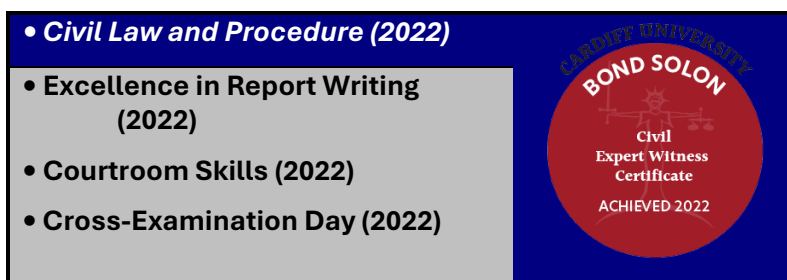 • Civil Law and Procedure (2022)
• Excellence in Report Writing
(2022)
• Courtroom Skills (2022)
• Cross-Examination Day (2022)
CARDIFF UNIVERSITY
BOND SOLON
Civil
Expert Witness
Certificate
ACHIEVED 2022